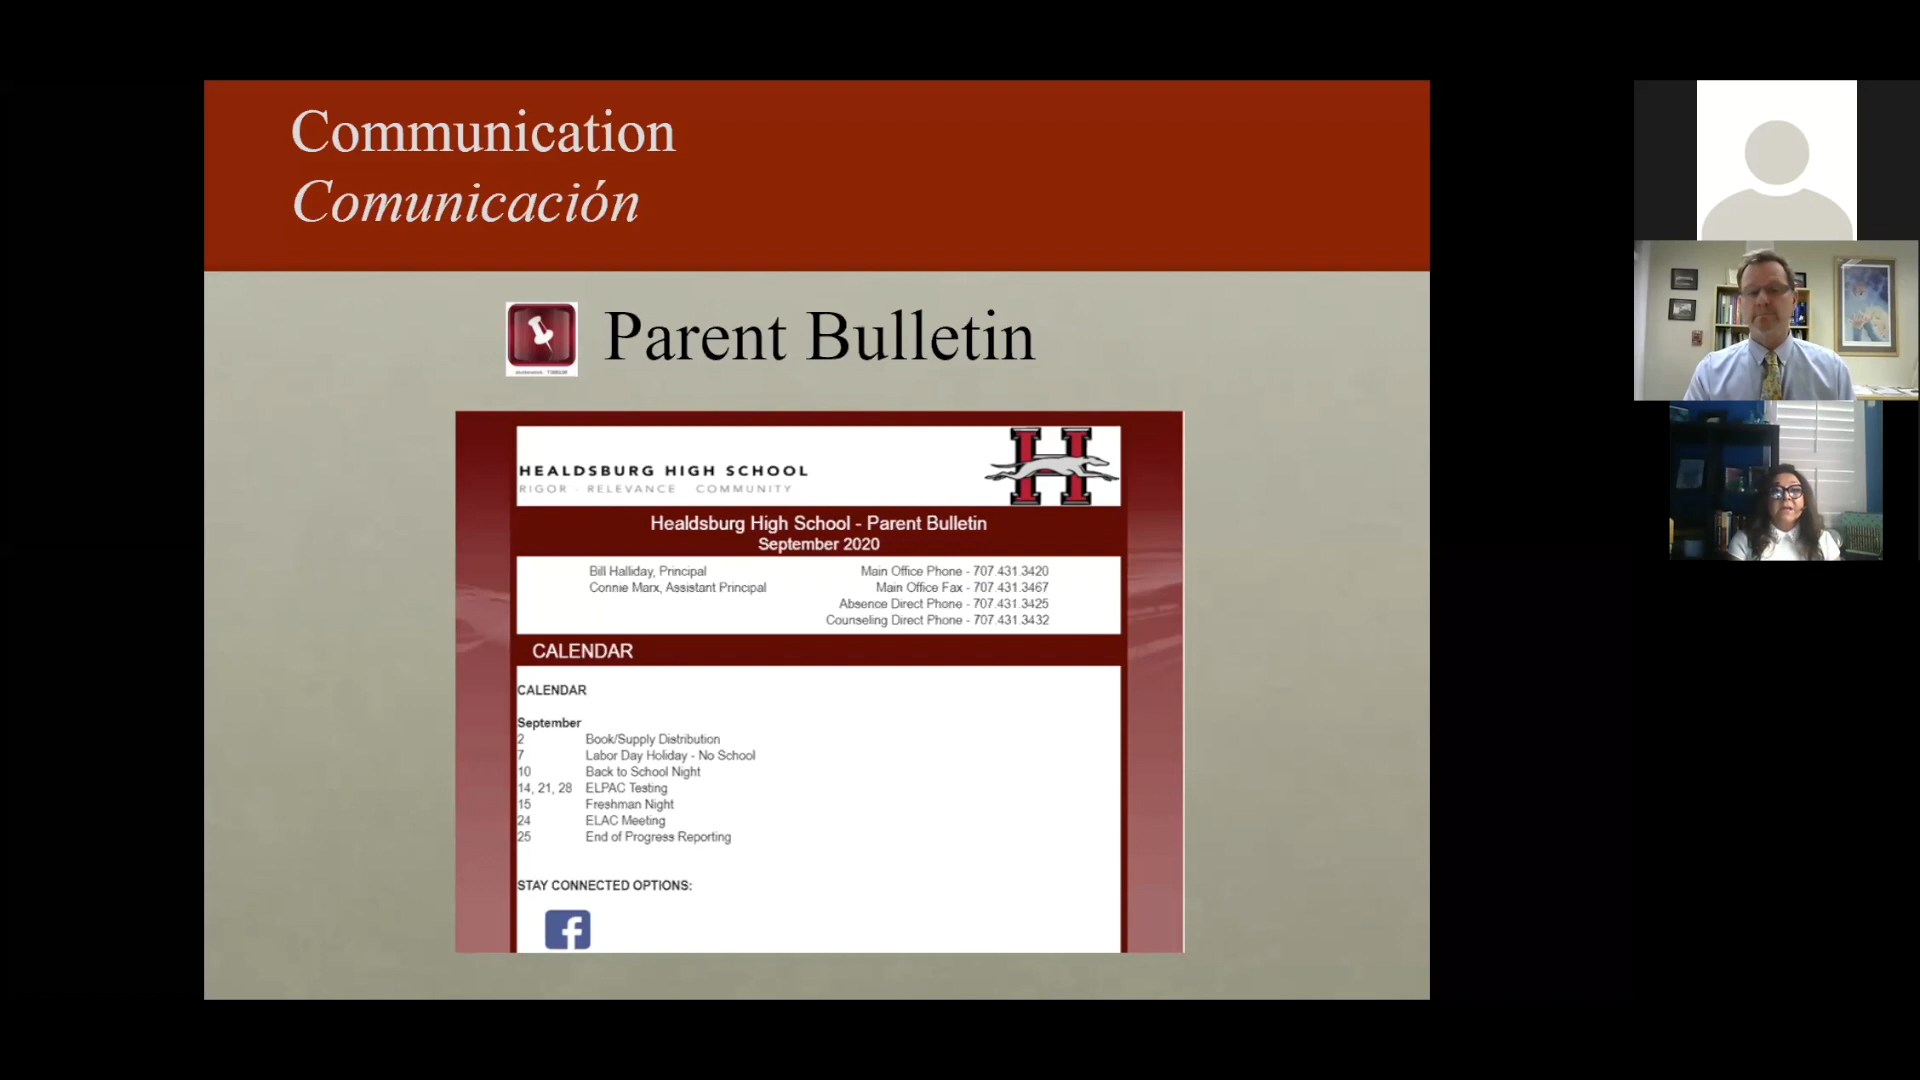 Communication
Comunicación
Parent Bulletin
HEALDSBURG HIGH SCHOOL
RIGOR - RELEVANCE COMMUNITY
H
Healdsburg High School - Parent Bulletin
September 2020
Bill Halliday, Principal
Connie Marx, Assistant Principal
Main Office Phone - 707.431.3420
Main Office Fax - 707.431.3467
Absence Direct Phone - 707.431.3425
Counseling Direct Phone - 707.431.3432
CALENDAR
CALENDAR
September
2 Book/Supply Distribution
7 Labor Day Holiday - No School
10 Back to School Night
14, 21, 28 ELPAC Testing
15 Freshman Night
24 ELAC Meeting
25 End of Progress Reporting
STAY CONNECTED OPTIONS:
f